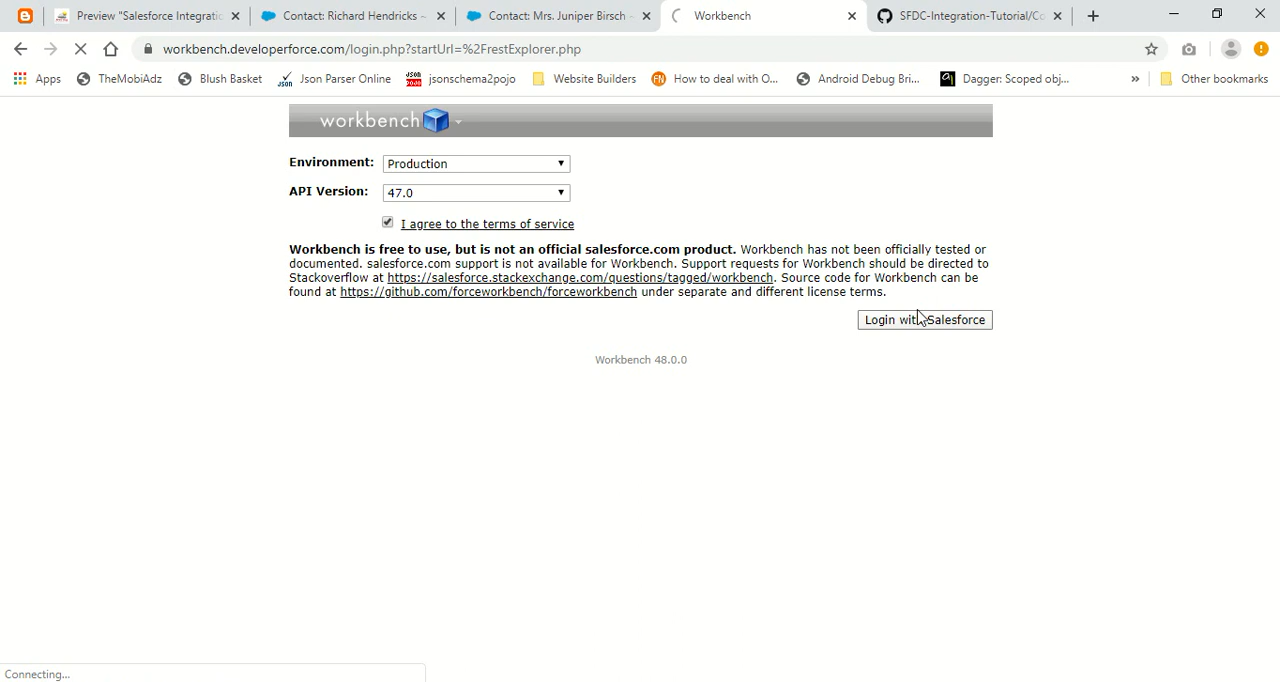 Preview "Salesforce Integratic
Contact: Richard Hendricks ~
Contact: Mrs. Juniper Birsch ~
Workbench
SFDC-Integration-Tutorial/Co
workbench.developerforce.com/login.php?startUrl=%2FrestExplorer.php
Apps
TheMobiAdz
Blush Basket
Json Parser Online
jsonschema2pojo
Website Builders
How to deal with O...
Android Debug Bri...
Dagger: Scoped obj...
»
Other bookmarks
workbench
Environment: Production
API Version: 47.0
I agree to the terms of service
Workbench is free to use, but is not an official salesforce.com product. Workbench has not been officially tested or
documented. salesforce.com support is not available for Workbench. Support requests for Workbench should be directed to
Stackoverflow at https://salesforce.stackexchange.com/questions/tagged/workbench. Source code for Workbench can be
found at https://github.com/forceworkbench/forceworkbench under separate and different license terms.
Login with Salesforce
Workbench 48.0.0
Connecting...